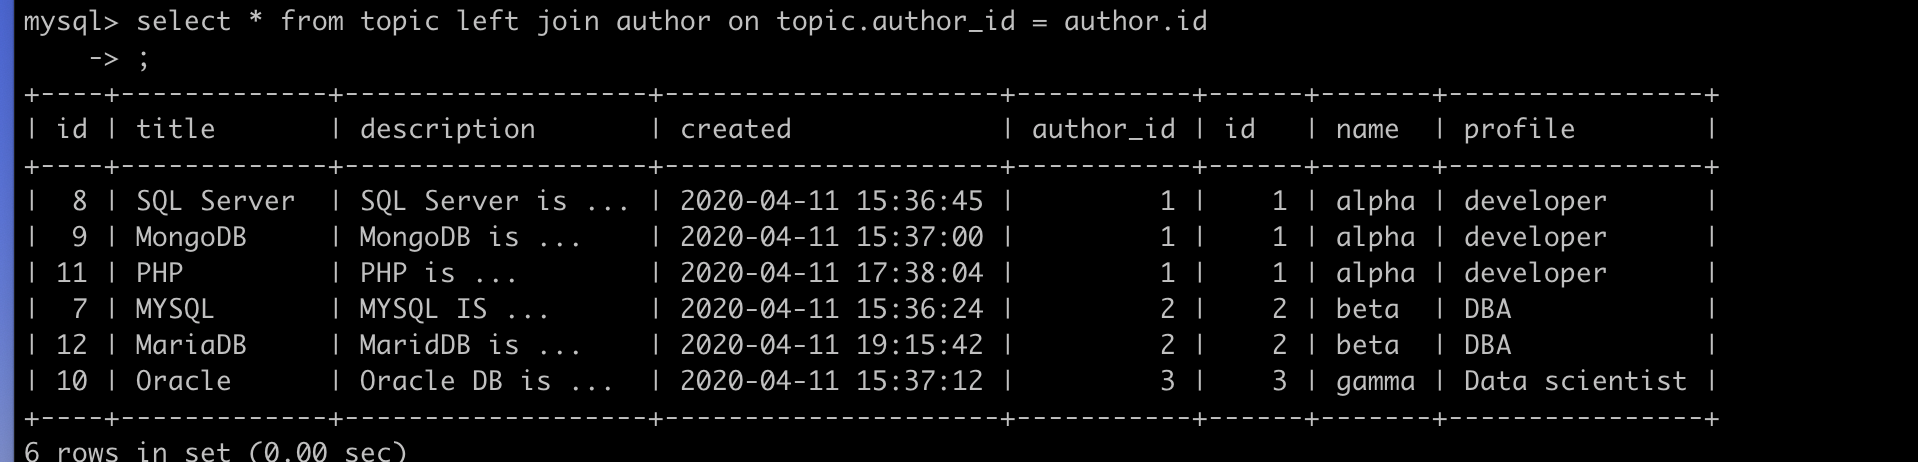 mysql> select * from topic left join author on topic.author_id = author.id
    -> ;
+----+-------------+-------------------+---------------------+-----------+------+-------+----------------+
| id | title       | description       | created             | author_id | id   | name  | profile        |
+----+-------------+-------------------+---------------------+-----------+------+-------+----------------+
|  8 | SQL Server  | SQL Server is ... | 2020-04-11 15:36:45 |         1 |    1 | alpha | developer      |
|  9 | MongoDB     | MongoDB is ...    | 2020-04-11 15:37:00 |         1 |    1 | alpha | developer      |
| 11 | PHP         | PHP is ...        | 2020-04-11 17:38:04 |         1 |    1 | alpha | developer      |
|  7 | MYSQL       | MYSQL IS ...      | 2020-04-11 15:36:24 |         2 |    2 | beta  | DBA            |
| 12 | MariaDB     | MaridDB is ...    | 2020-04-11 19:15:42 |         2 |    2 | beta  | DBA            |
| 10 | Oracle      | Oracle DB is ...  | 2020-04-11 15:37:12 |         3 |    3 | gamma | Data scientist |
+----+-------------+-------------------+---------------------+-----------+------+-------+----------------+
6 rows in set (0.00 sec)